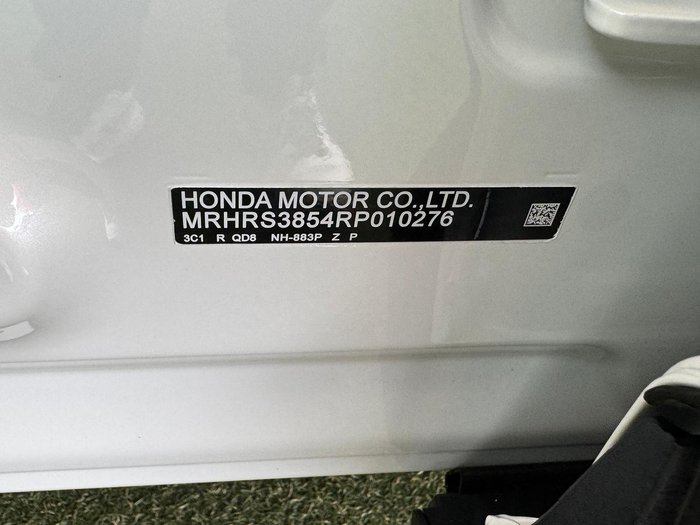 HONDA MOTOR CO.,LTD.
MRHRS3854RP010276
3C1 R QD8 NH-883P Z P